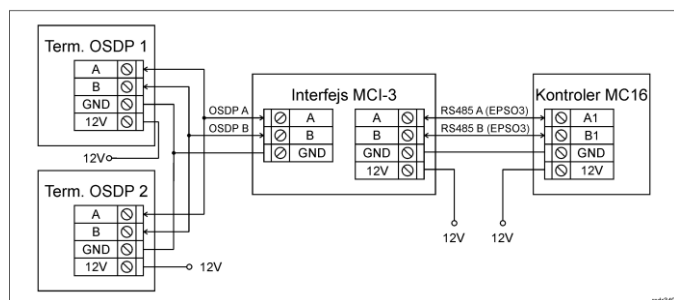 Term. OSDP 1
A
B
GND
12V
12V
Term. OSDP 2
A
B
GND
12V
12V
OSDP A
OSDP B
Interfejs MCI-3
A
B
GND
A
B
GND
12V
12V
RS485 A (EPSO3)
RS485 B (EPSO3)
Kontroler MC16
A1
B1
GND
12V
12V